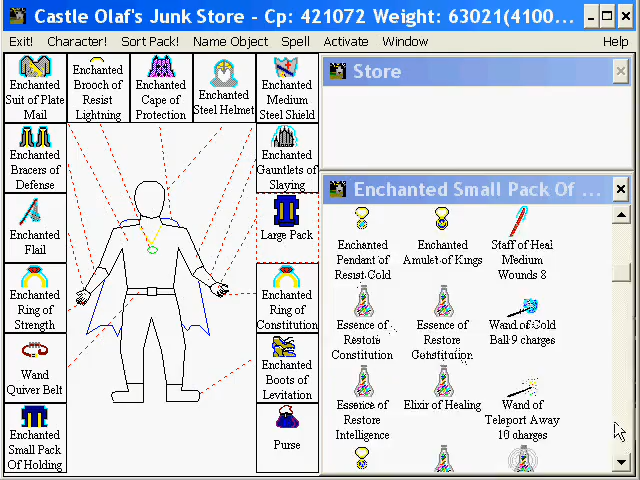 Castle Olaf's Junk Store - Cp: 421072 Weight: 63021(4100...
Exit! Character! Sort Pack! Name Object Spell Activate Window Help
Enchanted
Suit of Plate
Mail
Enchanted
Brooch of
Resist
Lightning
Enchanted
Cape of
Protection
Enchanted
Steel Helmet
Enchanted
Medium
Steel Shield
Enchanted
Bracers of
Defense
Enchanted
Gauntlets of
Slaying
Enchanted
Flail
Large Pack
Enchanted
Ring of
Strength
Enchanted
Ring of
Constitution
Wand
Quiver Belt
Enchanted
Boots of
Levitation
Enchanted
Small Pack
Of Holding
Purse
Store
Enchanted Small Pack Of ...
Enchanted
Pendant of
Resist Cold
Enchanted
Amulet of Kings
Staff of Heal
Medium
Wounds 8
Essence of
Restore
Constitution
Essence of
Restore
Constitution
Wand of Cold
Ball 9 charges
Essence of
Restore
Intelligence
Elixir of Healing
Wand of
Teleport Away
10 charges